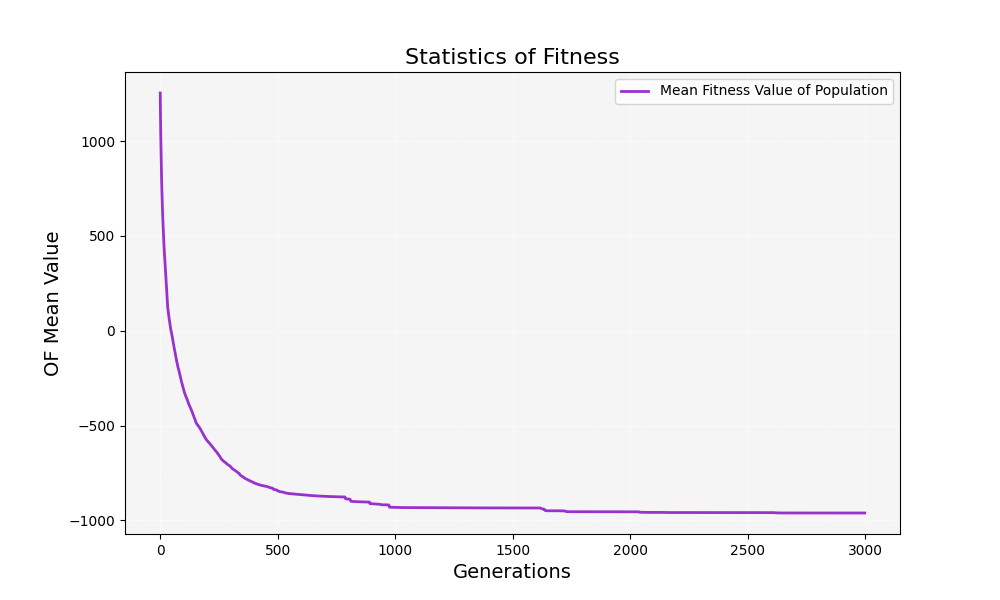 Statistics of Fitness
Mean Fitness Value of Population
OF Mean Value
1000
500
0
−500
−1000
0 500 1000 1500 2000 2500 3000
Generations